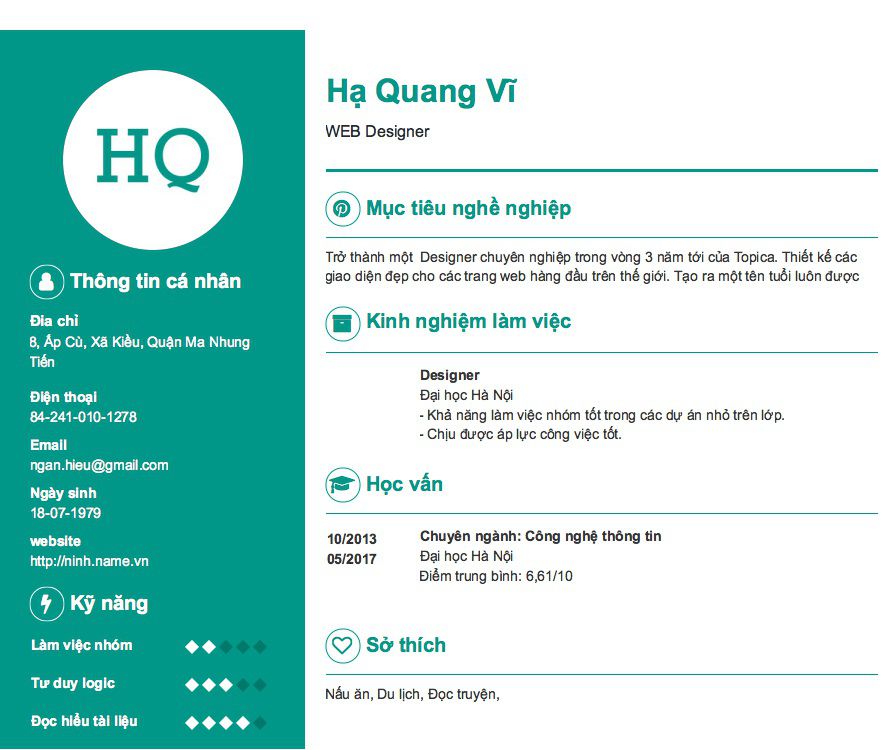 HQ
Thông tin cá nhân
Địa chỉ
8, Ấp Cù, Xã Kiều, Quận Ma Nhung
Tiến
Điện thoại
84-241-010-1278
Email
ngan.hieu@gmail.com
Ngày sinh
18-07-1979
website
http://ninh.name.vn
Kỹ năng
Làm việc nhóm
Tư duy logic
Đọc hiểu tài liệu
Hạ Quang Vĩ
WEB Designer
Mục tiêu nghề nghiệp
Trở thành một Designer chuyên nghiệp trong vòng 3 năm tới của Topica. Thiết kế các
giao diện đẹp cho các trang web hàng đầu trên thế giới. Tạo ra một tên tuổi luôn được
Kinh nghiệm làm việc
Designer
Đại học Hà Nội
- Khả năng làm việc nhóm tốt trong các dự án nhỏ trên lớp.
- Chịu được áp lực công việc tốt.
Học vấn
10/2013
05/2017
Chuyên ngành: Công nghệ thông tin
Đại học Hà Nội
Điểm trung bình: 6,61/10
Sở thích
Nấu ăn, Du lịch, Đọc truyện,